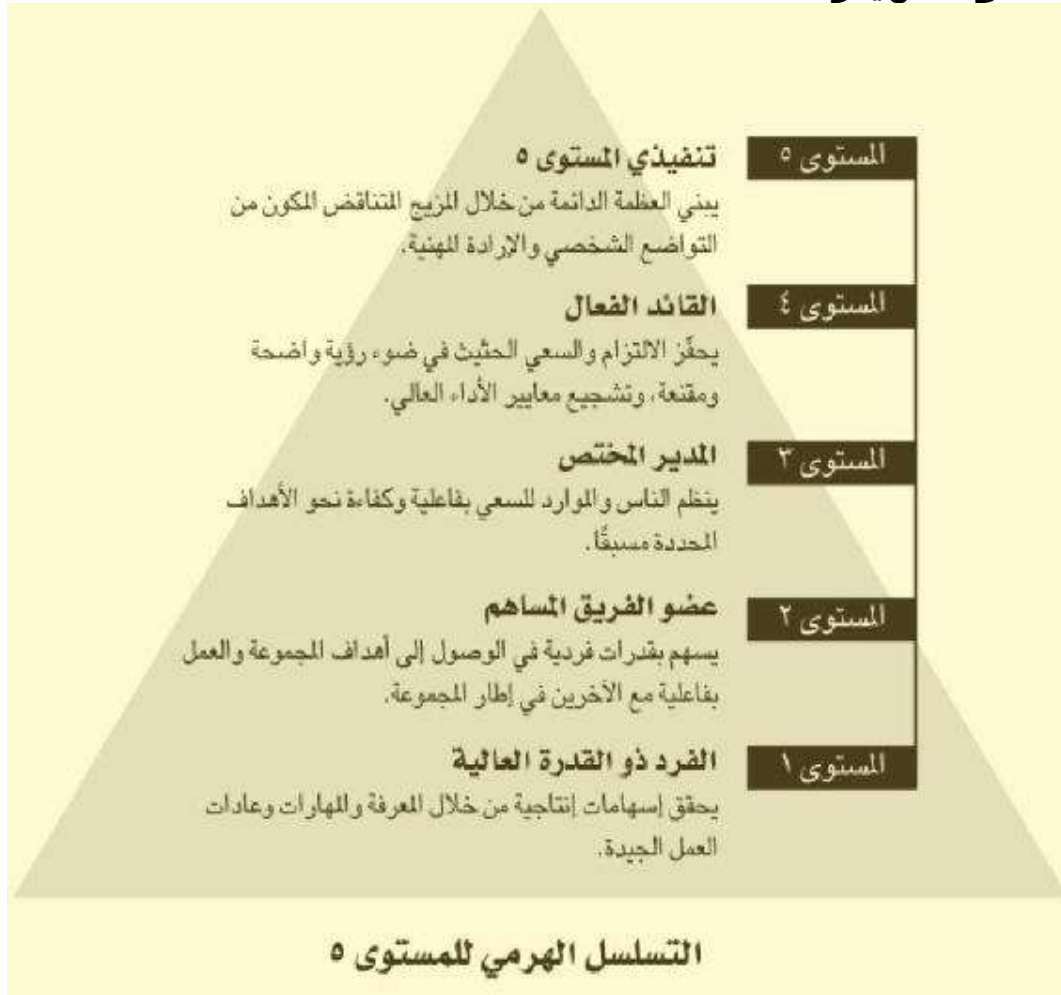 المستوى ٥
تنفيذي المستوى ٥
يبني العظمة الدائمة من خلال المزيج المتناقض المكون من
التواضع الشخصي والإرادة المهنية.
المستوى ٤
القائد الفعال
يحفّز الالتزام والسعي الحثيث في ضوء رؤية واضحة
ومقنعة، وتشجيع معايير الأداء العالي.
المستوى ٣
المدير المختص
ينظم الناس والموارد للسعي بفاعلية وكفاءة نحو الأهداف
المحددة مسبقًا.
المستوى ٢
عضو الفريق المساهم
يسهم بقدرات فردية في الوصول إلى أهداف المجموعة والعمل
بفاعلية مع الآخرين في إطار المجموعة.
المستوى ١
الفرد ذو القدرة العالية
يحقق إسهامات إنتاجية من خلال المعرفة والمهارات وعادات
العمل الجيدة.
التسلسل الهرمي للمستوى ٥